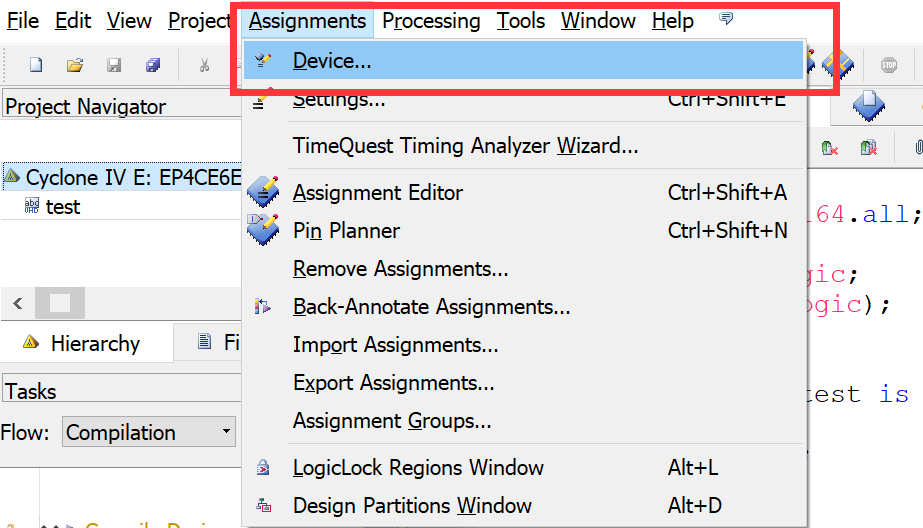 File Edit View Project Assignments Processing Tools Window Help
Device...
Project Navigator
Settings... Ctrl+Shift+E
TimeQuest Timing Analyzer Wizard...
Cyclone IV E: EP4CE6E
Assignment Editor Ctrl+Shift+A
test
164.all;
Pin Planner Ctrl+Shift+N
Remove Assignments...
gic;
Back-Annotate Assignments...
ogic);
Hierarchy Fi
Import Assignments...
Export Assignments...
Tasks
test is
Assignment Groups...
Flow: Compilation
LogicLock Regions Window Alt+L
Design Partitions Window Alt+D